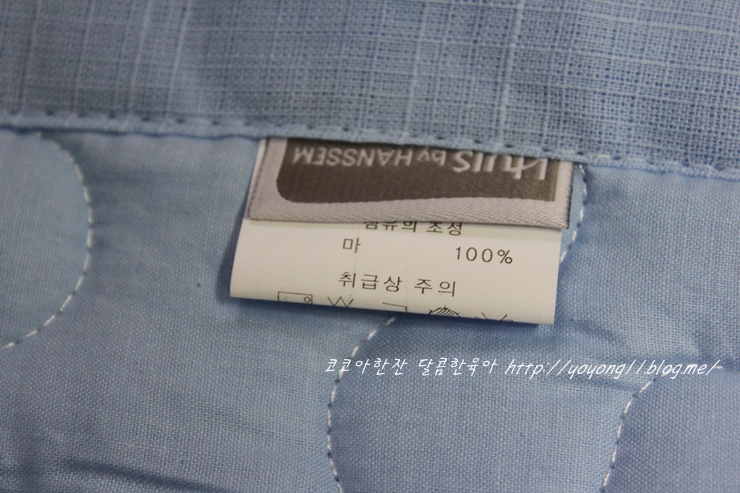 by HANSSEM
섬유의 조성
마 100%
취급상 주의
코코아한잔 달콤한육아 http://yoyong11.blog.me/